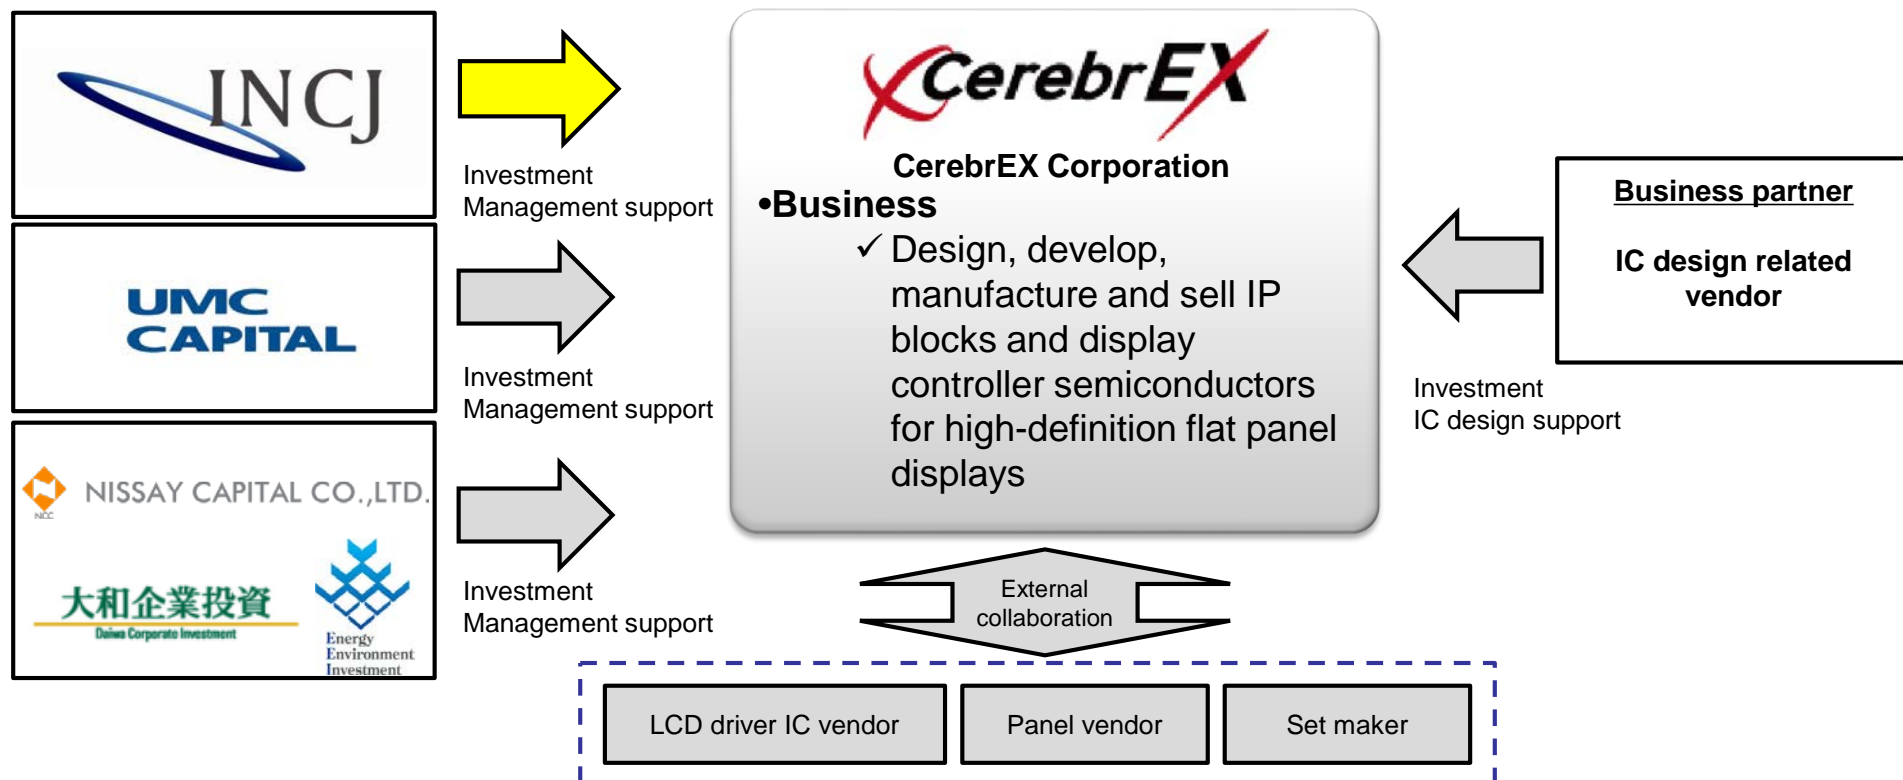 INCJ
Investment
Management support
UMC
CAPITAL
Investment
Management support
NCC
NISSAY CAPITAL CO.,LTD.
大和企業投資
Daiwa Corporate Investment
Energy
Environment
Investment
Investment
Management support
CerebrEX
CerebrEX Corporation
•Business
✓ Design, develop,
manufacture and sell IP
blocks and display
controller semiconductors
for high-definition flat panel
displays
Business partner
IC design related
vendor
Investment
IC design support
External
collaboration
LCD driver IC vendor
Panel vendor
Set maker